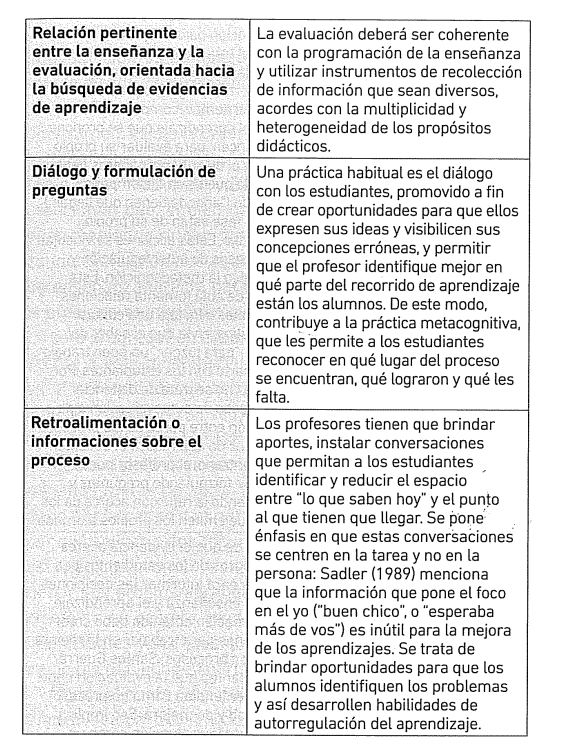 Relación pertinente
entre la enseñanza y la
evaluación, orientada hacia
la búsqueda de evidencias
de aprendizaje
La evaluación deberá ser coherente
con la programación de la enseñanza
y utilizar instrumentos de recolección
de información que sean diversos,
acordes con la multiplicidad y
heterogeneidad de los propósitos
didácticos.
Diálogo y formulación de
preguntas
Una práctica habitual es el diálogo
con los estudiantes, promovido a fin
de crear oportunidades para que ellos
expresen sus ideas y visibilicen sus
concepciones erróneas, y permitir
que el profesor identifique mejor en
qué parte del recorrido de aprendizaje
están los alumnos. De este modo,
contribuye a la práctica metacognitiva,
que les permite a los estudiantes
reconocer en qué lugar del proceso
se encuentran, qué lograron y qué les
falta.
Retroalimentación o
informaciones sobre el
proceso
Los profesores tienen que brindar
aportes, instalar conversaciones
que permitan a los estudiantes
identificar y reducir el espacio
entre “lo que saben hoy” y el punto
al que tienen que llegar. Se pone
énfasis en que estas conversaciones
se centren en la tarea y no en la
persona: Sadler (1989) menciona
que la información que pone el foco
en el yo (“buen chico”, o “esperaba
más de vos”) es inútil para la mejora
de los aprendizajes. Se trata de
brindar oportunidades para que los
alumnos identifiquen los problemas
y así desarrollen habilidades de
autorregulación del aprendizaje.